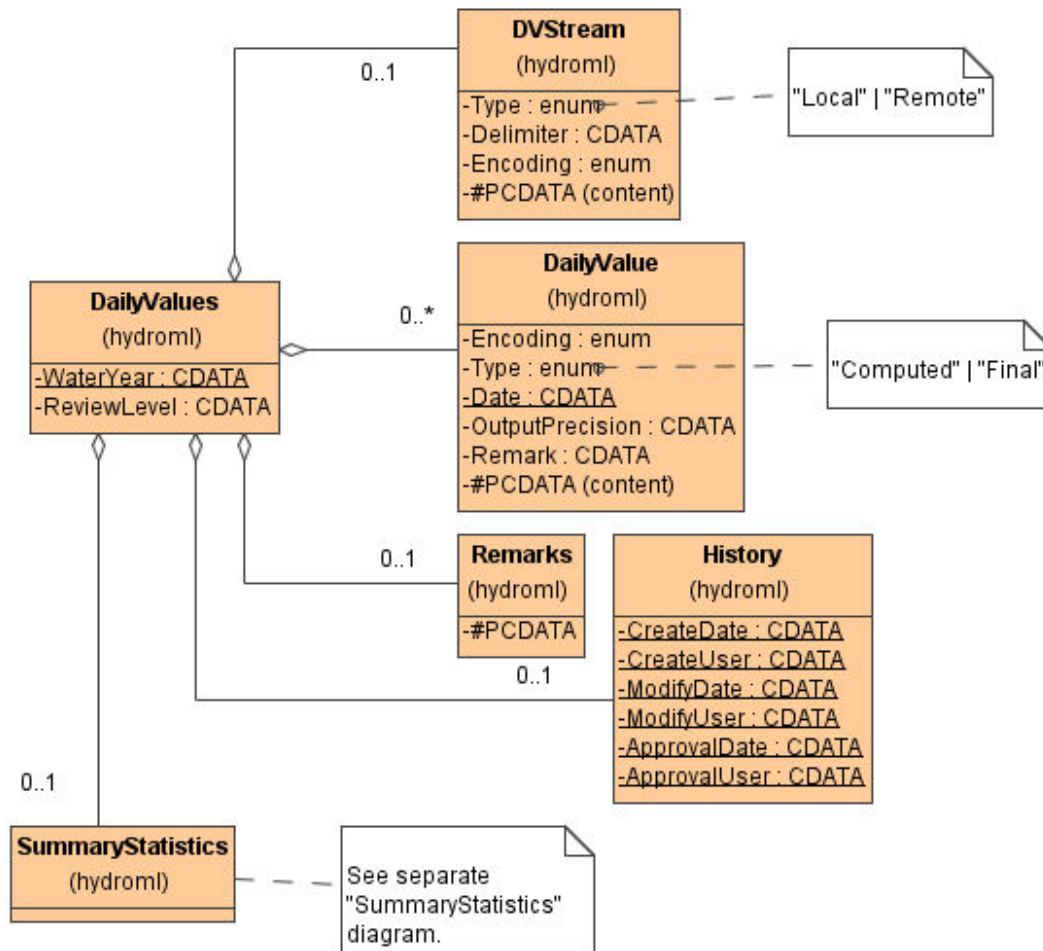 DVStream
(hydroml)
-Type : enum
-Delimiter : CDATA
-Encoding : enum
-#PCDATA (content)
0..1
"Local" | "Remote"
DailyValues
(hydroml)
-WaterYear : CDATA
-ReviewLevel : CDATA
0..*
DailyValue
(hydroml)
-Encoding : enum
-Type : enum
-Date : CDATA
-OutputPrecision : CDATA
-Remark : CDATA
-#PCDATA (content)
"Computed" | "Final"
0..1
Remarks
(hydroml)
-#PCDATA
0..1
History
(hydroml)
-CreateDate : CDATA
-CreateUser : CDATA
-ModifyDate : CDATA
-ModifyUser : CDATA
-ApprovalDate : CDATA
-ApprovalUser : CDATA
0..1
SummaryStatistics
(hydroml)
See separate
"SummaryStatistics"
diagram.